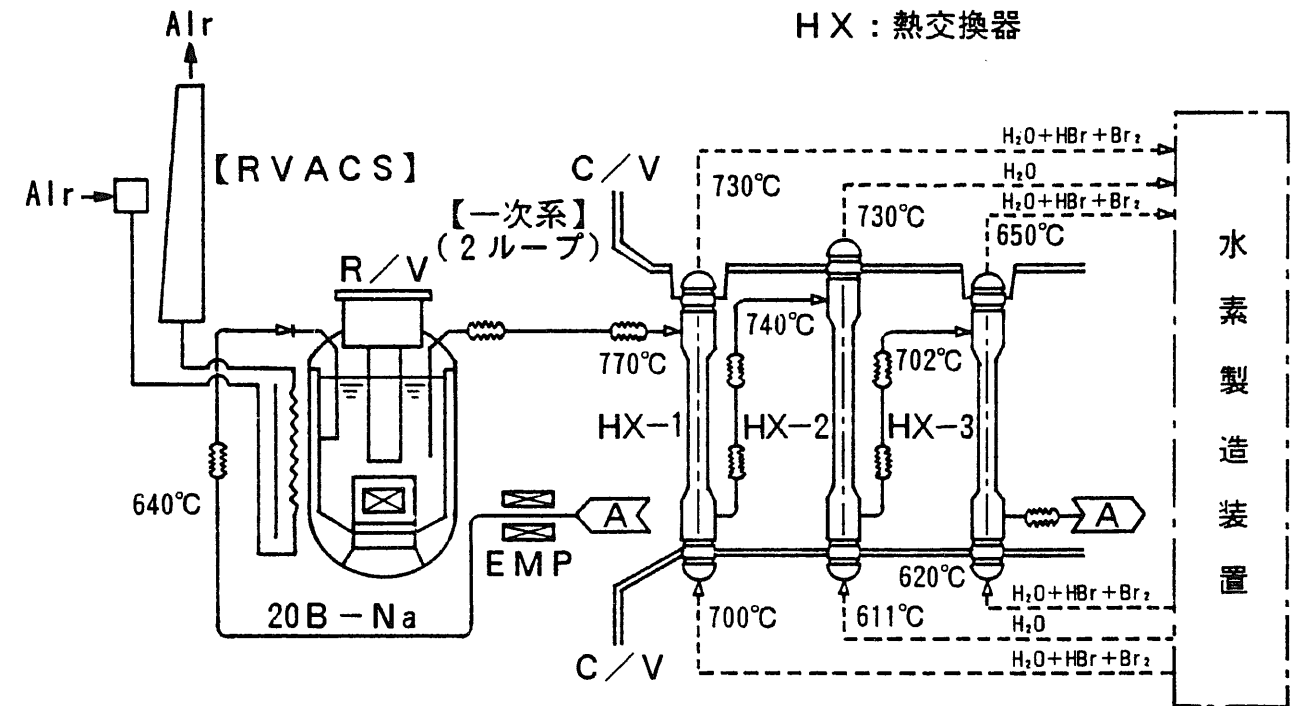 HX：熱交換器
Air
Air
【RVACS】
C／V
【一次系】
（2ループ）
R／V
H₂O+HBr+Br₂
730℃
H₂O
730℃
H₂O+HBr+Br₂
650℃
770℃
740℃
702℃
HX−1
HX−2
HX−3
水素製造装置
640℃
EMP
A
A
20B−Na
620℃
H₂O+HBr+Br₂
700℃
611℃
H₂O
C／V
H₂O+HBr+Br₂